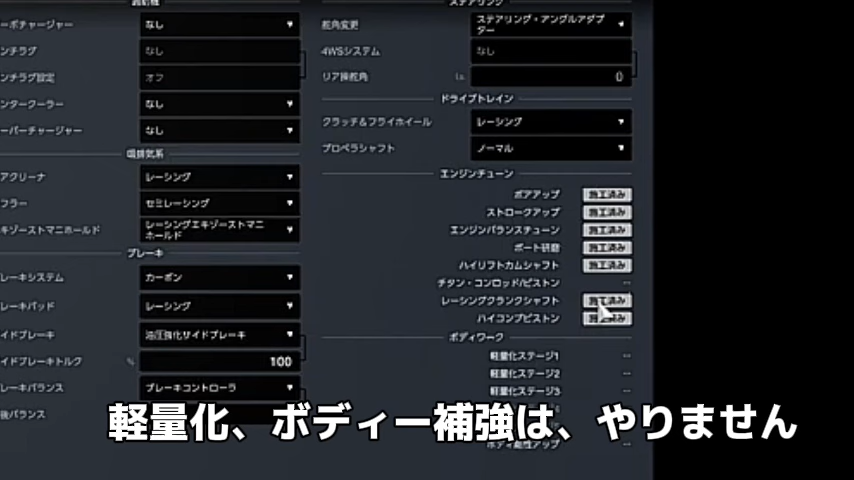 ステアリング
ーボチャージャー なし
ンチラグ なし
ンチラグ設定 オフ
ンタークーラー なし
ーパーチャージャー なし
吸排気系
アクリーナ レーシング
フラー セミレーシング
キゾーストマニホールド レーシングエキゾーストマニホールド
ブレーキ
レーキシステム カーボン
レーキパッド レーシング
イドブレーキ 油圧強化サイドブレーキ
イドブレーキトルク % 100
レーキバランス ブレーキコントローラ
後バランス
舵角変更 ステアリング・アングルアダプター
4WSシステム なし
リア操舵角 0
ドライブトレイン
クラッチ&フライホイール レーシング
プロペラシャフト ノーマル
エンジンチューン
ボアアップ 施工済み
ストロークアップ 施工済み
エンジンバランスチューン 施工済み
ポート研磨 施工済み
ハイリフトカムシャフト 施工済み
チタン・コンロッド/ピストン --
レーシングクランクシャフト 施工済み
ハイコンプピストン 施工済み
ボディワーク
軽量化ステージ1 --
軽量化ステージ2 --
軽量化ステージ3 --
ボディ剛性アップ --
軽量化、ボディー補強は、やりません